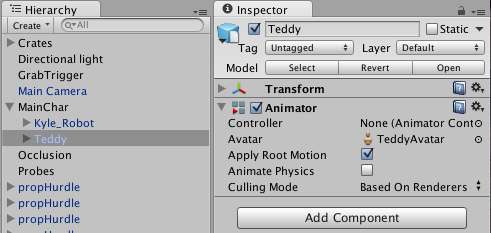 Hierarchy
Create
All
Crates
Directional light
GrabTrigger
Main Camera
MainChar
Kyle_Robot
Teddy
Occlusion
Probes
propHurdle
propHurdle
propHurdle
Inspector
Teddy
Static
Tag Untagged Layer Default
Model Select Revert Open
Transform
Animator
Controller None (Animator Cont
Avatar TeddyAvatar
Apply Root Motion
Animate Physics
Culling Mode Based On Renderers
Add Component